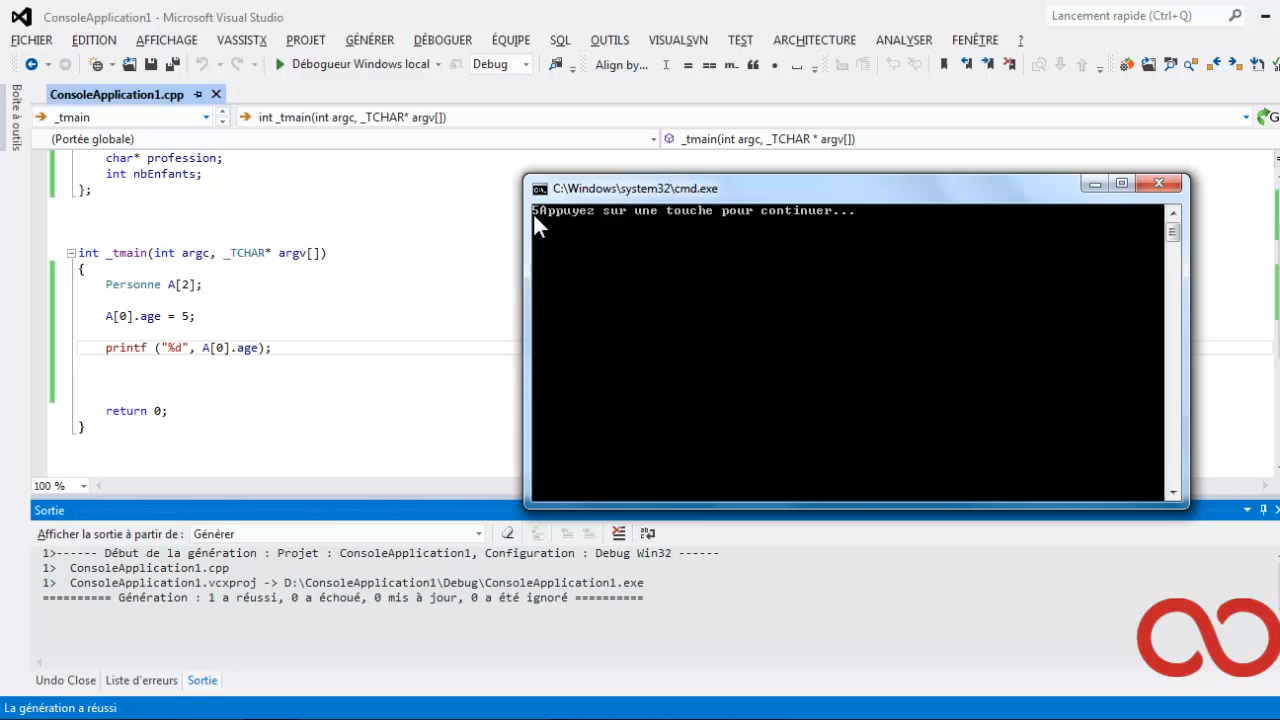 ConsoleApplication1 - Microsoft Visual Studio
Lancement rapide (Ctrl+Q)
FICHIER EDITION AFFICHAGE VASSISTX PROJET GÉNÉRER DÉBOGUER ÉQUIPE SQL OUTILS VISUALSVN TEST ARCHITECTURE ANALYSER FENÊTRE ?
Débogueur Windows local Debug Align by... = == m.. “
ConsoleApplication1.cpp
Boîte à outils
_tmain int _tmain(int argc, _TCHAR* argv[]) G
(Portée globale) _tmain(int argc, _TCHAR * argv[])
char* profession;
int nbEnfants;
};
int _tmain(int argc, _TCHAR* argv[])
{
Personne A[2];
A[0].age = 5;
printf ("%d", A[0].age);
return 0;
}
C:\Windows\system32\cmd.exe
5Appuyez sur une touche pour continuer...
100 %
Sortie
Afficher la sortie à partir de : Générer
1>------ Début de la génération : Projet : ConsoleApplication1, Configuration : Debug Win32 ------
1> ConsoleApplication1.cpp
1> ConsoleApplication1.vcxproj -> D:\ConsoleApplication1\Debug\ConsoleApplication1.exe
========== Génération : 1 a réussi, 0 a échoué, 0 mis à jour, 0 a été ignoré ==========
Undo Close Liste d'erreurs Sortie
La génération a réussi